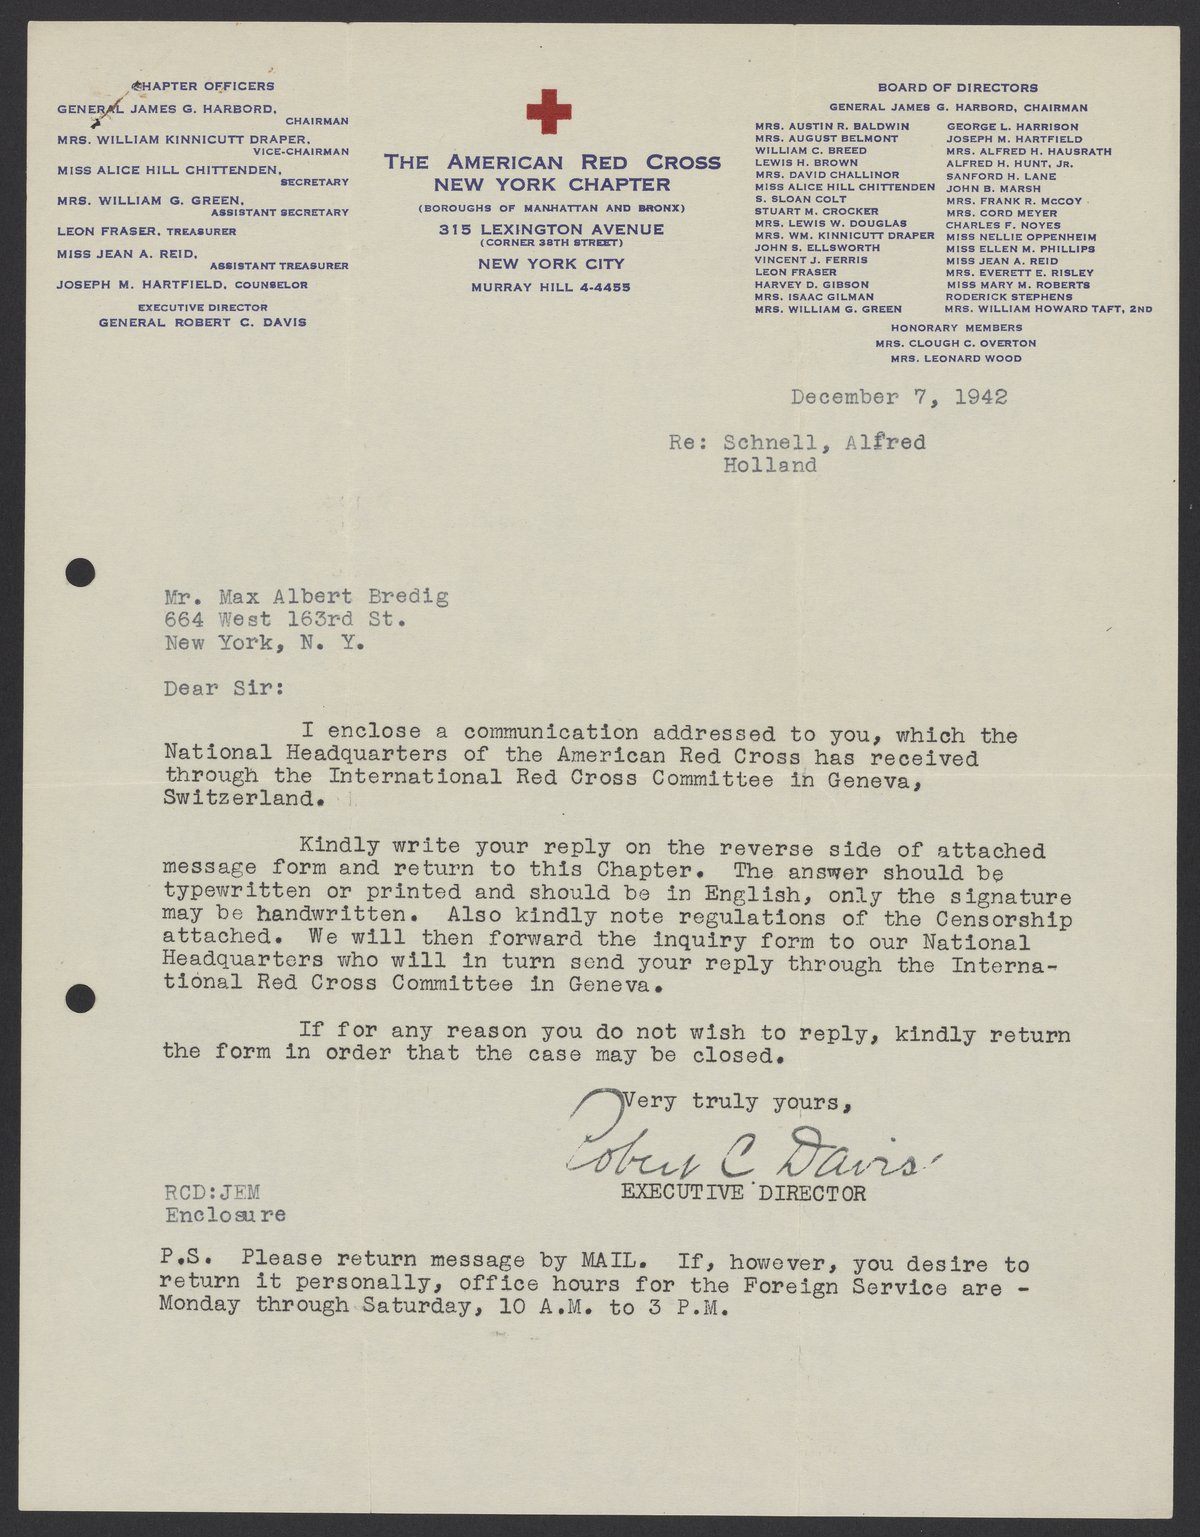 CHAPTER OFFICERS
GENERAL JAMES G. HARBORD,
CHAIRMAN
MRS. WILLIAM KINNICUTT DRAPER,
VICE-CHAIRMAN
MISS ALICE HILL CHITTENDEN,
SECRETARY
MRS. WILLIAM G. GREEN,
ASSISTANT SECRETARY
LEON FRASER, TREASURER
MISS JEAN A. REID,
ASSISTANT TREASURER
JOSEPH M. HARTFIELD, COUNSELOR
EXECUTIVE DIRECTOR
GENERAL ROBERT C. DAVIS
THE AMERICAN RED CROSS
NEW YORK CHAPTER
(BOROUGHS OF MANHATTAN AND BRONX)
315 LEXINGTON AVENUE
(CORNER 38TH STREET)
NEW YORK CITY
MURRAY HILL 4-4455
BOARD OF DIRECTORS
GENERAL JAMES G. HARBORD, CHAIRMAN
MRS. AUSTIN R. BALDWIN
MRS. AUGUST BELMONT
WILLIAM C. BREED
LEWIS H. BROWN
MRS. DAVID CHALLINOR
MISS ALICE HILL CHITTENDEN
S. SLOAN COLT
STUART M. CROCKER
MRS. LEWIS W. DOUGLAS
MRS. WM. KINNICUTT DRAPER
JOHN S. ELLSWORTH
VINCENT J. FERRIS
LEON FRASER
HARVEY D. GIBSON
MRS. ISAAC GILMAN
MRS. WILLIAM G. GREEN
GEORGE L. HARRISON
JOSEPH M. HARTFIELD
MRS. ALFRED H. HAUSRATH
ALFRED H. HUNT, JR.
SANFORD H. LANE
JOHN B. MARSH
MRS. FRANK R. McCOY
MRS. CORD MEYER
CHARLES F. NOYES
MISS NELLIE OPPENHEIM
MISS ELLEN M. PHILLIPS
MISS JEAN A. REID
MRS. EVERETT E. RISLEY
MISS MARY M. ROBERTS
RODERICK STEPHENS
MRS. WILLIAM HOWARD TAFT, 2ND
HONORARY MEMBERS
MRS. CLOUGH C. OVERTON
MRS. LEONARD WOOD
December 7, 1942
Re: Schnell, Alfred
Holland
Mr. Max Albert Bredig
664 West 163rd St.
New York, N. Y.
Dear Sir:
I enclose a communication addressed to you, which the
National Headquarters of the American Red Cross has received
through the International Red Cross Committee in Geneva,
Switzerland.
Kindly write your reply on the reverse side of attached
message form and return to this Chapter. The answer should be
typewritten or printed and should be in English, only the signature
may be handwritten. Also kindly note regulations of the Censorship
attached. We will then forward the inquiry form to our National
Headquarters who will in turn send your reply through the Interna-
tional Red Cross Committee in Geneva.
If for any reason you do not wish to reply, kindly return
the form in order that the case may be closed.
Very truly yours,
Robert C Davis
EXECUTIVE DIRECTOR
RCD:JEM
Enclosure
P.S. Please return message by MAIL. If, however, you desire to
return it personally, office hours for the Foreign Service are -
Monday through Saturday, 10 A.M. to 3 P.M.